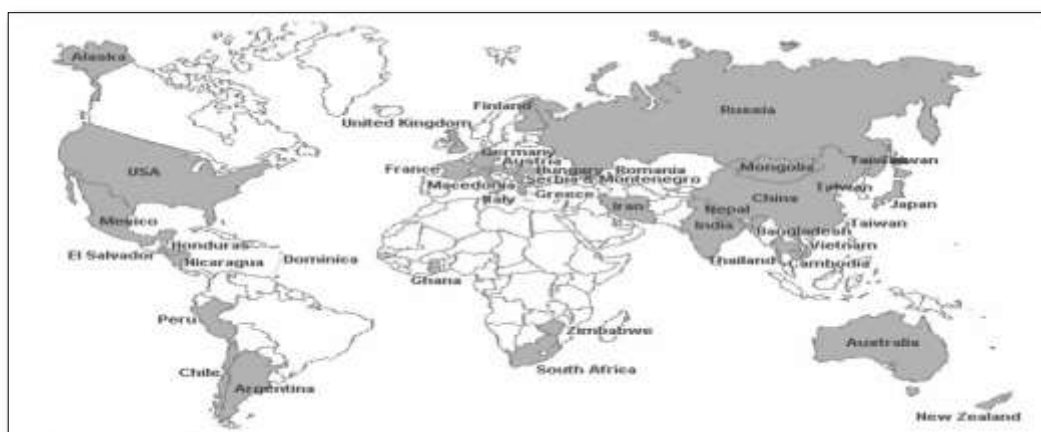 Alaska
Finland
Russia
United Kingdom
Germany
Austria
France
Hungary
Romania
Mongolia
Taiwan
USA
Macedonia
Serbia & Montenegro
Taiwan
China
Italy
Greece
Iran
Nepal
Japan
Mexico
India
Bangladesh
Taiwan
Honduras
Vietnam
El Salvador
Nicaragua
Dominica
Thailand
Cambodia
Ghana
Peru
Zimbabwe
Australia
South Africa
Chile
Argentina
New Zealand